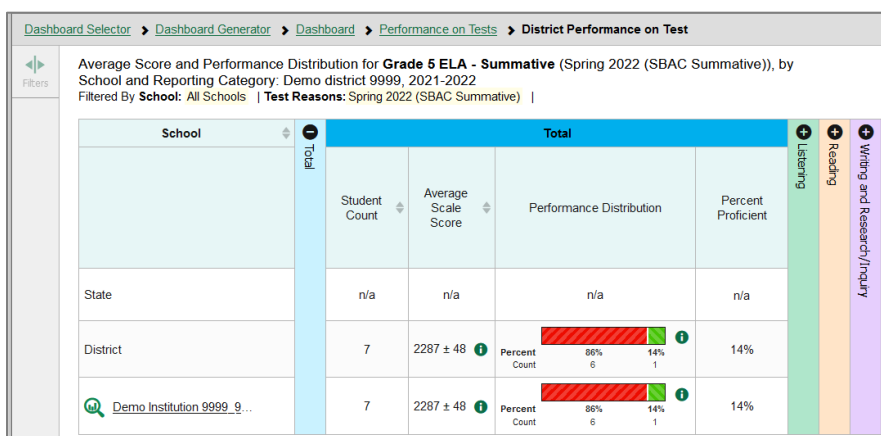 Dashboard Selector > Dashboard Generator > Dashboard > Performance on Tests > District Performance on Test
Filters
Average Score and Performance Distribution for Grade 5 ELA - Summative (Spring 2022 (SBAC Summative)), by
School and Reporting Category: Demo district 9999, 2021-2022
Filtered By School: All Schools | Test Reasons: Spring 2022 (SBAC Summative) |
School
Total
Total
Student Count
Average Scale Score
Performance Distribution
Percent Proficient
Listening
Reading
Writing and Research/Inquiry
State n/a n/a n/a n/a
District 7 2287 ± 48 14%
Percent 86% 14%
Count 6 1
Demo Institution 9999_9... 7 2287 ± 48 14%
Percent 86% 14%
Count 6 1